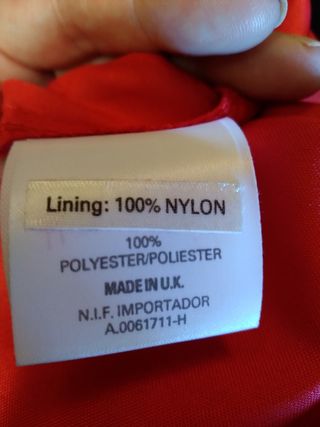 Lining: 100% NYLON
100%
POLYESTER/POLIESTER
MADE IN U.K.
N.I.F. IMPORTADOR
A.0061711-H